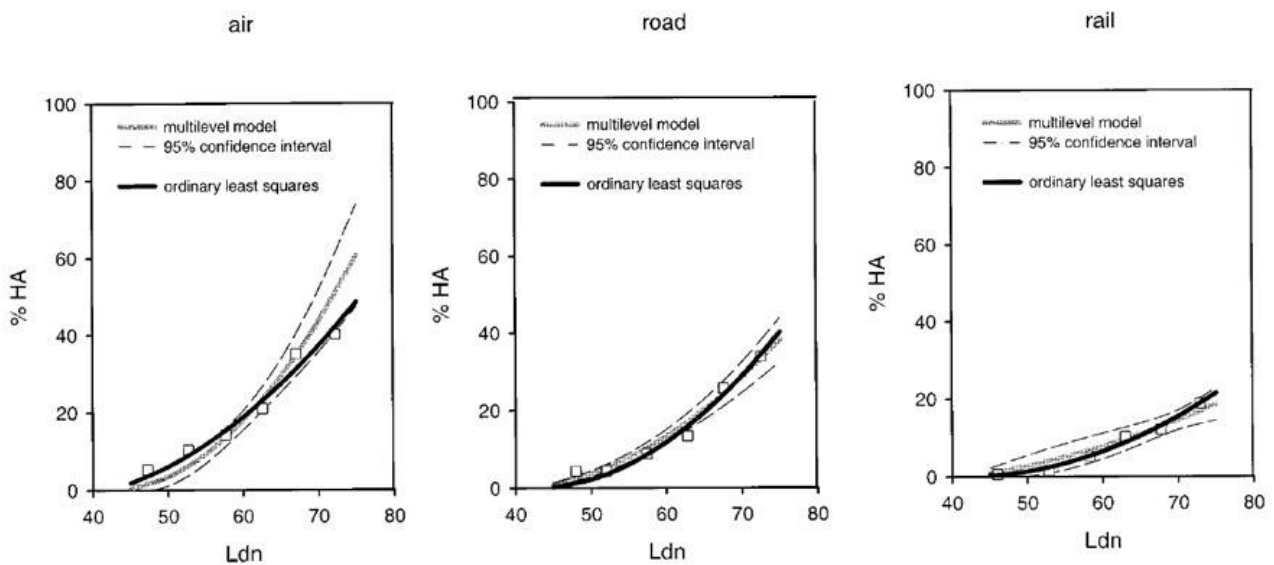 air
100
80
60
40
20
0
% HA
multilevel model
95% confidence interval
ordinary least squares
40 50 60 70 80
Ldn
road
100
80
60
40
20
0
% HA
multilevel model
95% confidence interval
ordinary least squares
40 50 60 70 80
Ldn
rail
100
80
60
40
20
0
% HA
multilevel model
95% confidence interval
ordinary least squares
40 50 60 70 80
Ldn